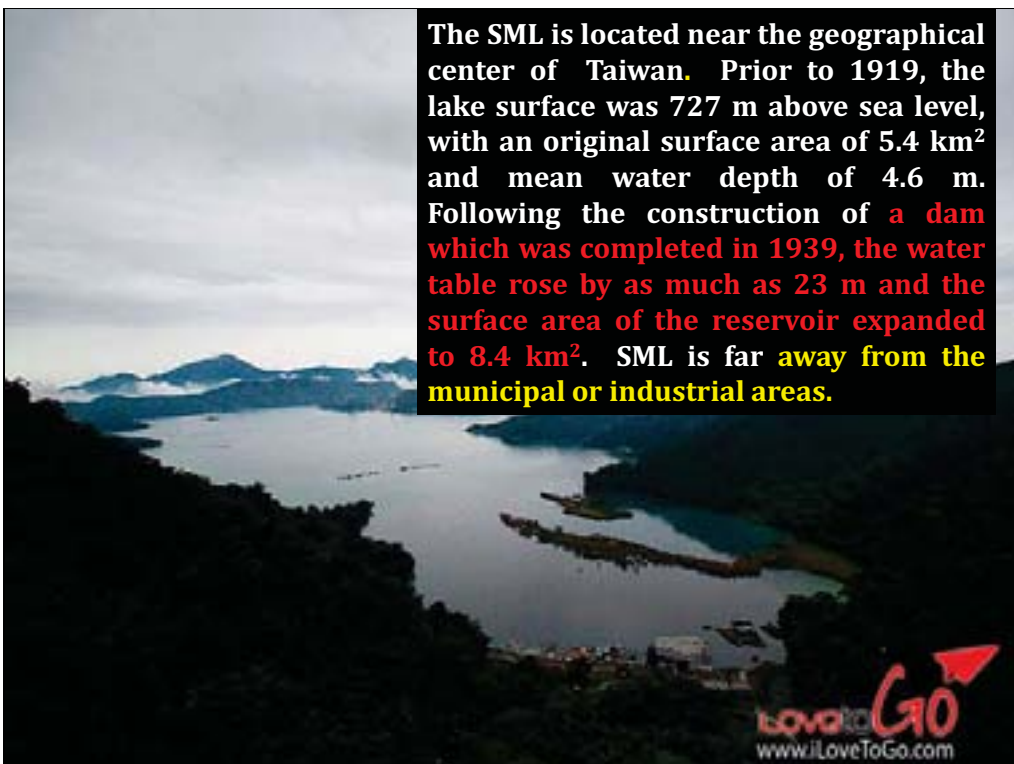 The SML is located near the geographical
center of Taiwan. Prior to 1919, the
lake surface was 727 m above sea level,
with an original surface area of 5.4 km²
and mean water depth of 4.6 m.
Following the construction of a dam
which was completed in 1939, the water
table rose by as much as 23 m and the
surface area of the reservoir expanded
to 8.4 km². SML is far away from the
municipal or industrial areas.
iLovetoGO
www.iLoveToGo.com